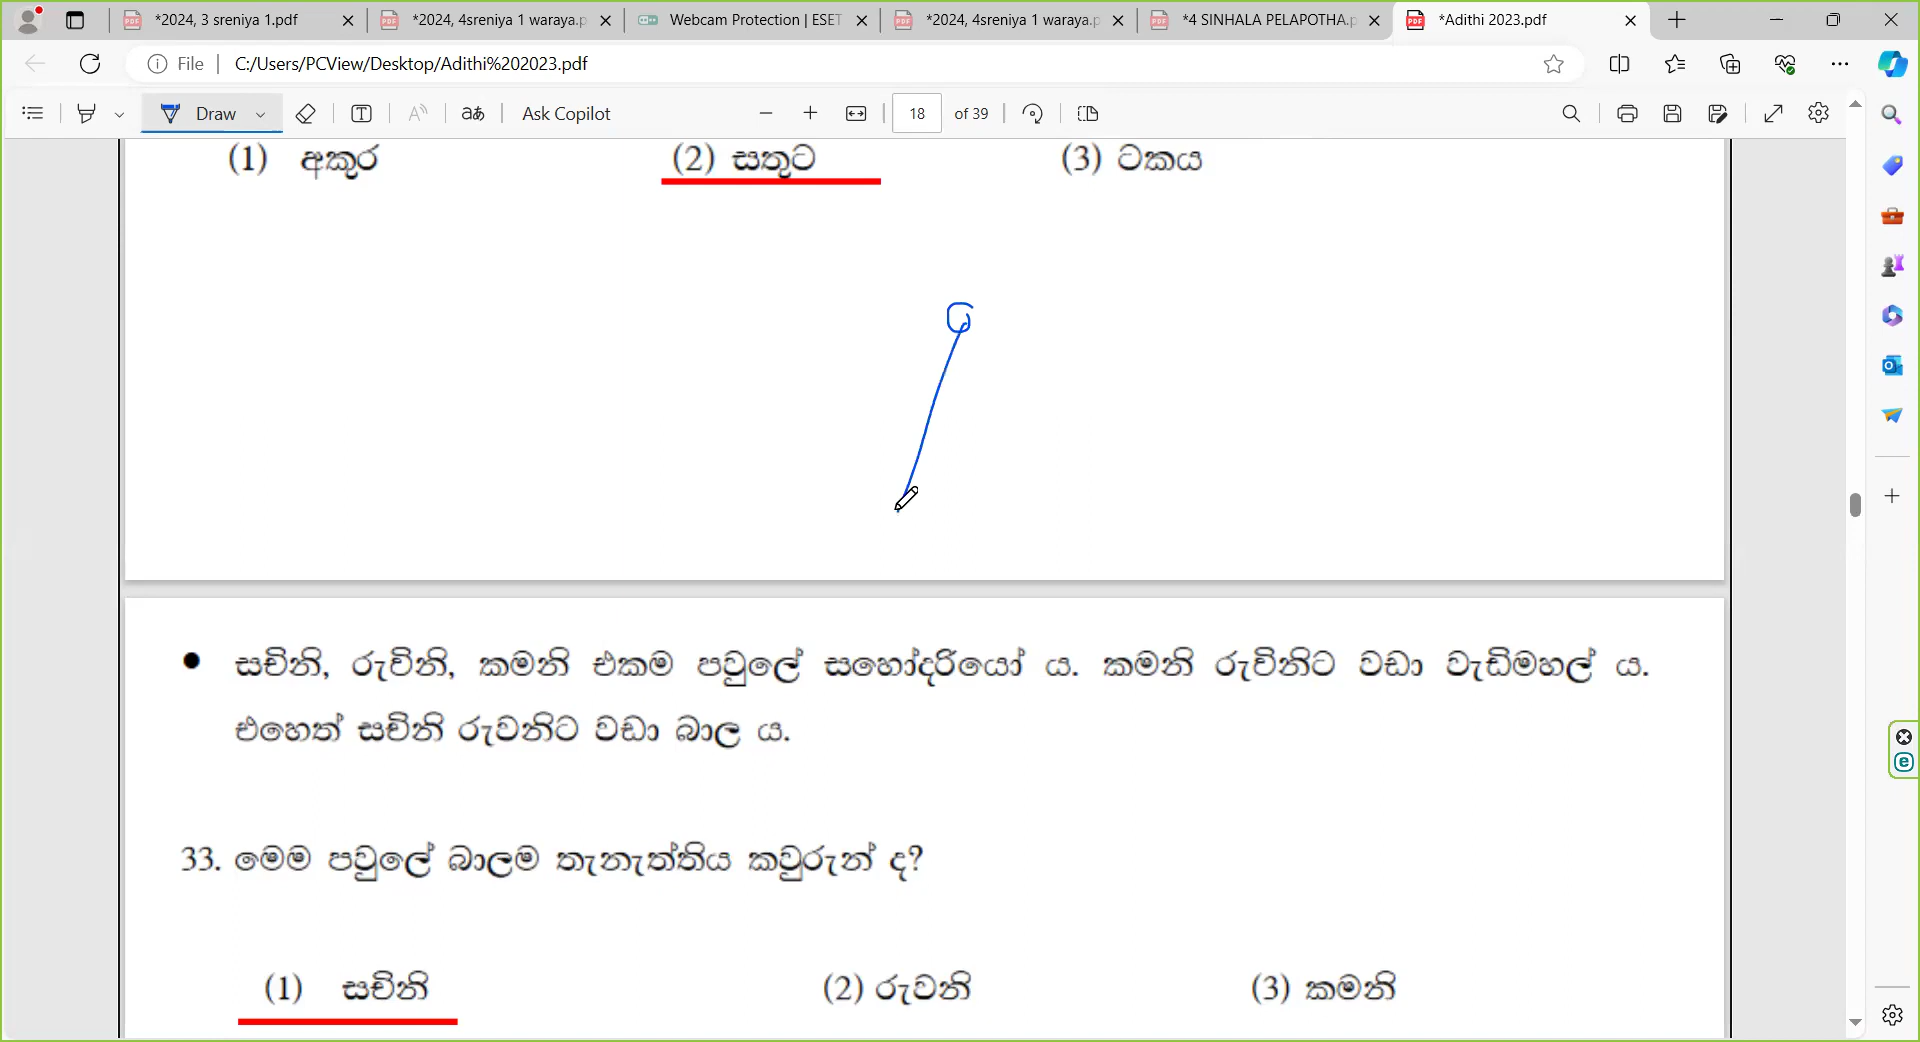 *2024, 3 sreniya 1.pdf
*2024, 4sreniya 1 waraya.p
Webcam Protection | ESET
*2024, 4sreniya 1 waraya.p
*4 SINHALA PELAPOTHA.p
*Adithi 2023.pdf
File
C:/Users/PCView/Desktop/Adithi%202023.pdf
Draw
aあ
Ask Copilot
18 of 39
(1) අකුර (2) සතුට (3) ටකය
● සචිනි, රුවිනි, කමනි එකම පවුලේ සහෝදරියෝ ය. කමනි රුවිනිට වඩා වැඩිමහල් ය.
එහෙත් සචිනි රුවනිට වඩා බාල ය.
33. මෙම පවුලේ බාලම තැනැත්තිය කවුරුන් ද?
(1) සචිනි (2) රුවනි (3) කමනි